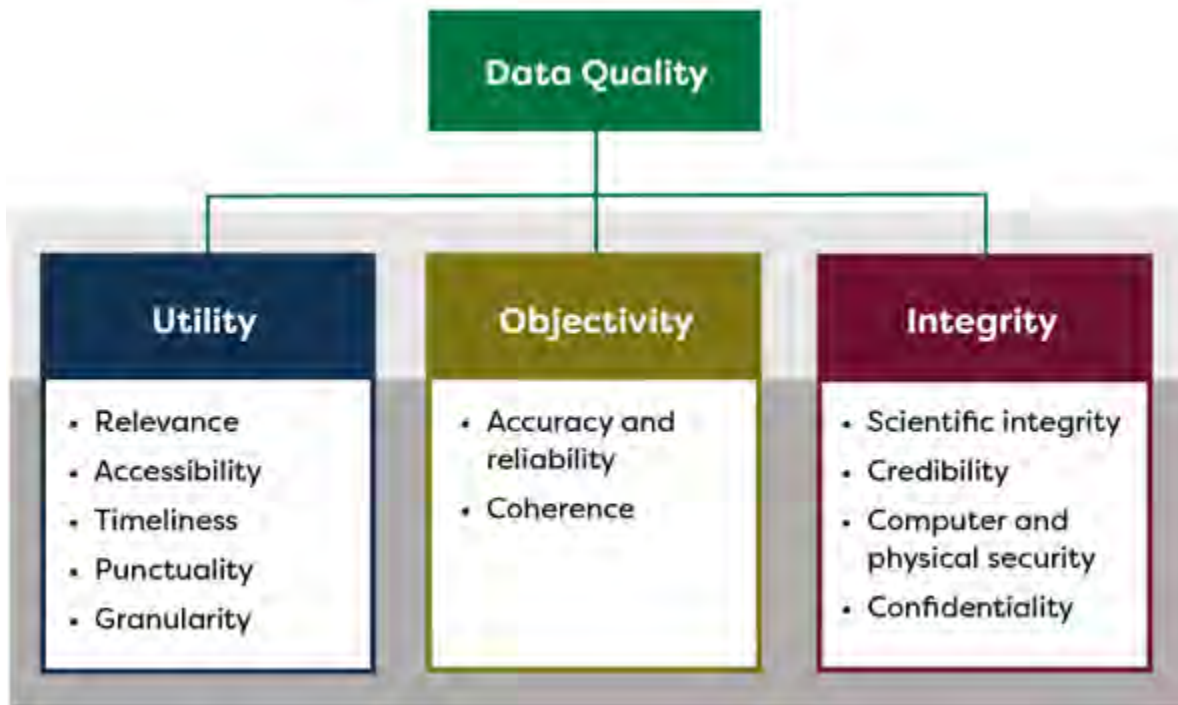 Data Quality
Utility
• Relevance
• Accessibility
• Timeliness
• Punctuality
• Granularity
Objectivity
• Accuracy and
reliability
• Coherence
Integrity
• Scientific integrity
• Credibility
• Computer and
physical security
• Confidentiality